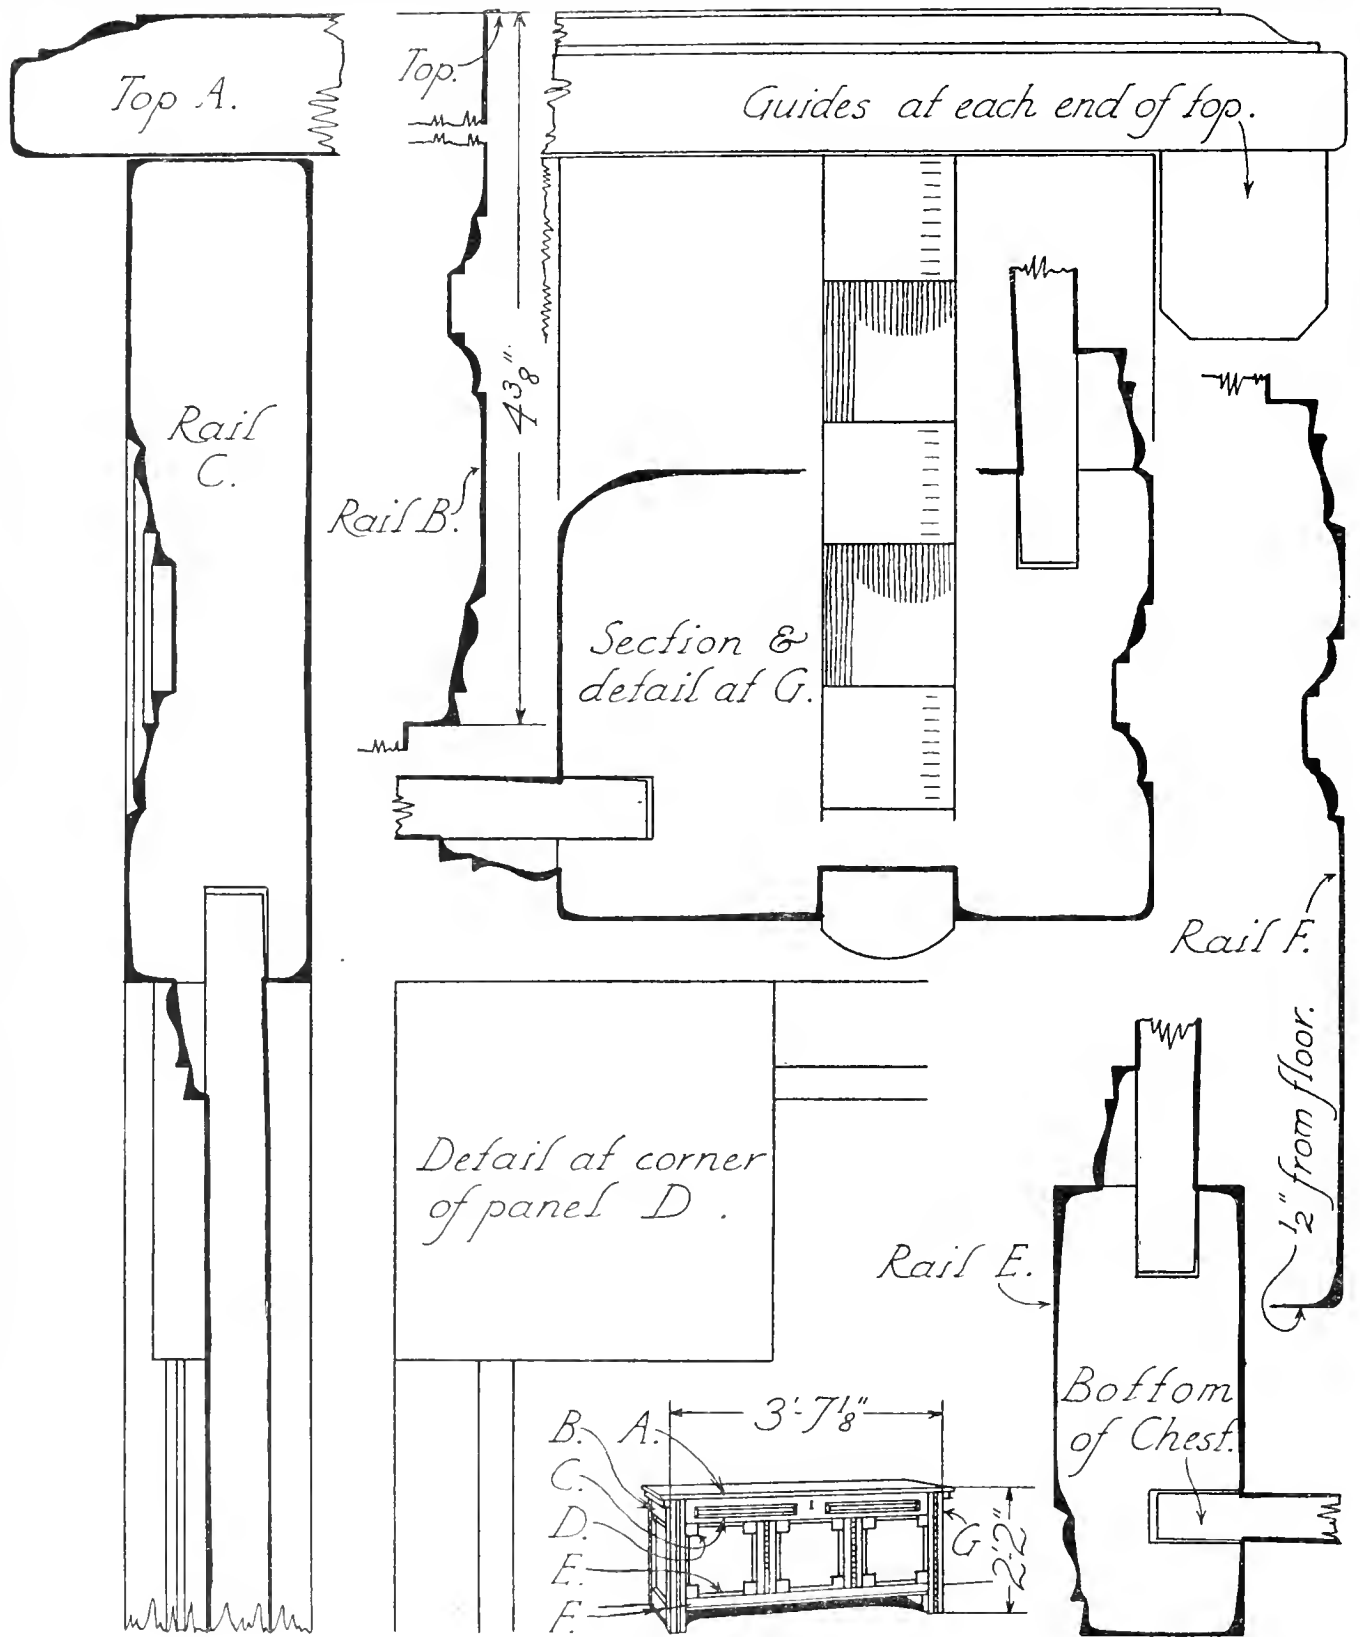 Top A.
Top.
Guides at each end of top.
Rail
C.
4 3/8"
Rail B.
Section &
detail at G.
Rail F.
1/2" from floor.
Detail at corner
of panel D.
Rail E.
Bottom
of Chest.
3'-7 1/8"
B. A.
C.
D.
E.
F.
G
2'-2"